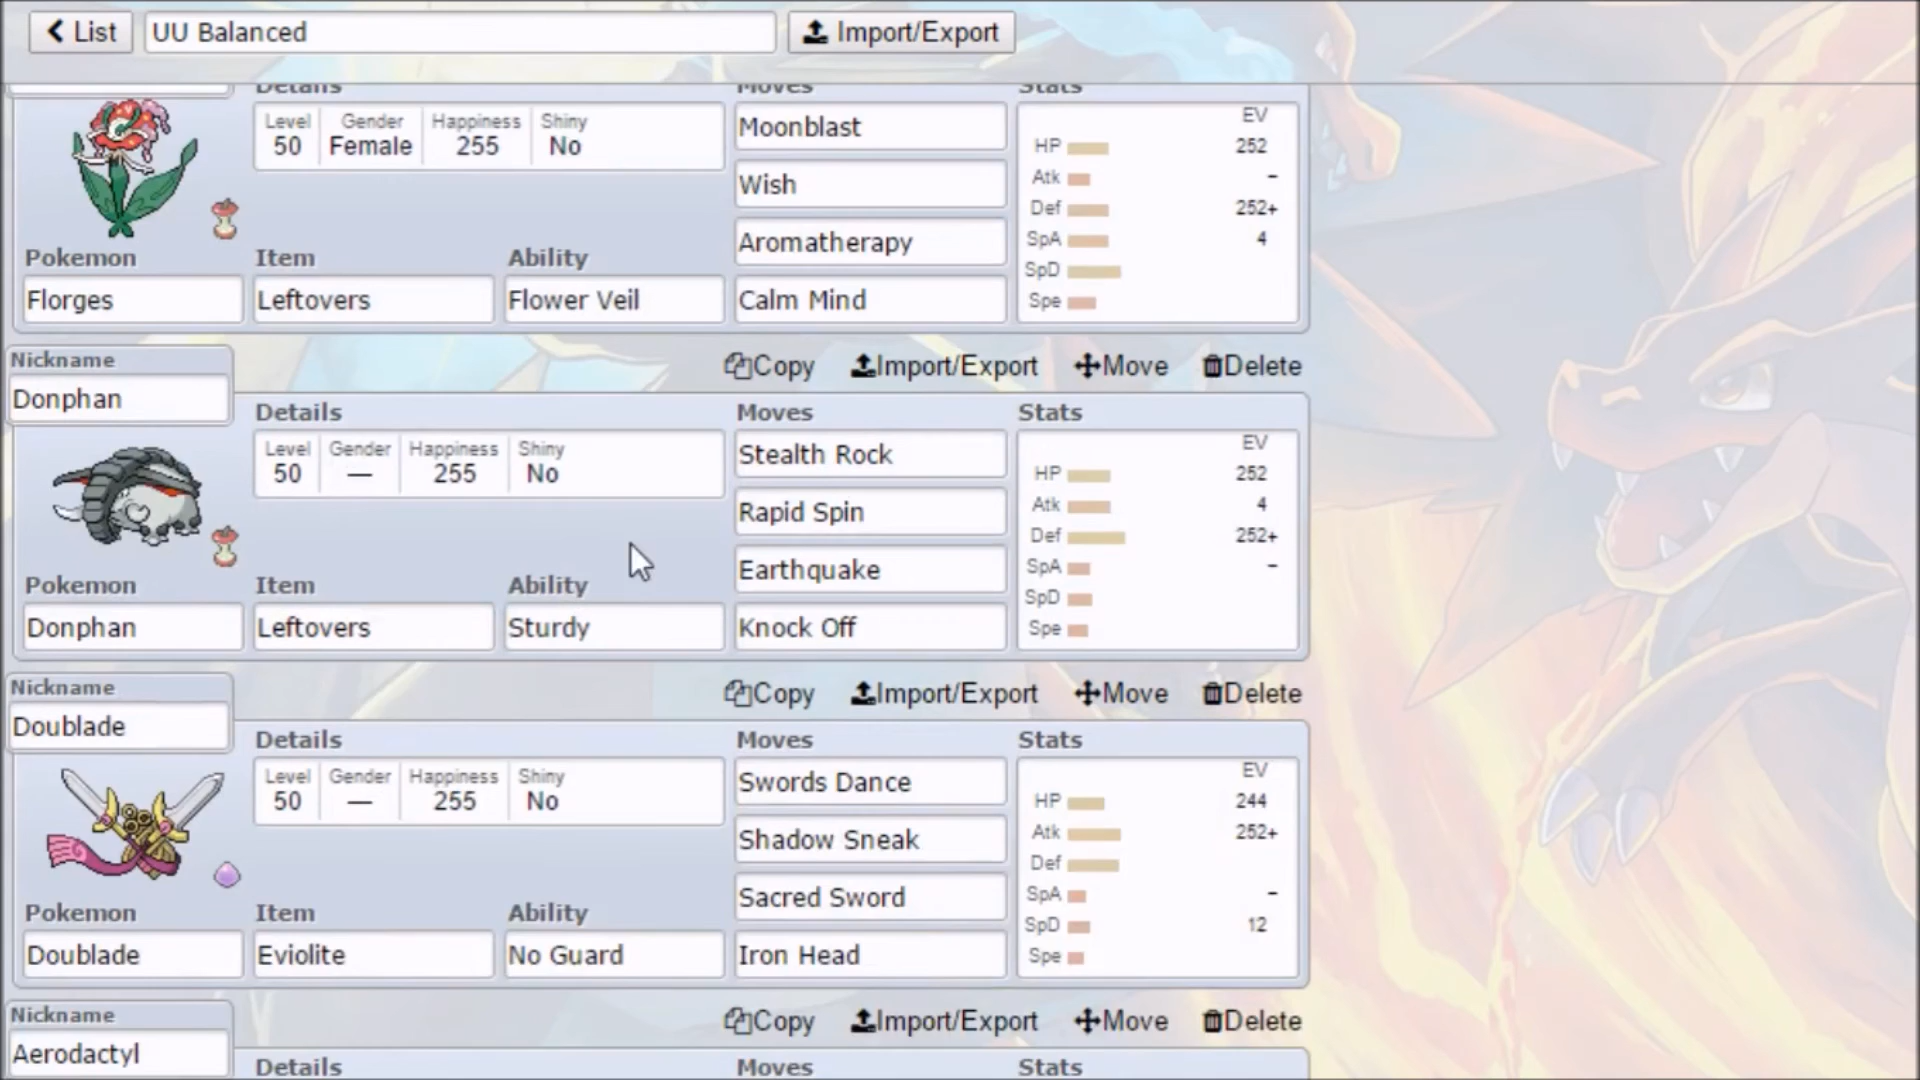 List
UU Balanced
Import/Export
Details
Moves
Stats
Level Gender Happiness Shiny
50 Female 255 No
Pokemon Item Ability
Florges Leftovers Flower Veil
Moonblast
Wish
Aromatherapy
Calm Mind
EV
HP 252
Atk -
Def 252+
SpA 4
SpD
Spe
Nickname
Donphan
Copy Import/Export Move Delete
Details
Moves
Stats
Level Gender Happiness Shiny
50 — 255 No
Pokemon Item Ability
Donphan Leftovers Sturdy
Stealth Rock
Rapid Spin
Earthquake
Knock Off
EV
HP 252
Atk 4
Def 252+
SpA -
SpD
Spe
Nickname
Doublade
Copy Import/Export Move Delete
Details
Moves
Stats
Level Gender Happiness Shiny
50 — 255 No
Pokemon Item Ability
Doublade Eviolite No Guard
Swords Dance
Shadow Sneak
Sacred Sword
Iron Head
EV
HP 244
Atk 252+
Def
SpA -
SpD 12
Spe
Nickname
Aerodactyl
Copy Import/Export Move Delete
Details
Moves
Stats